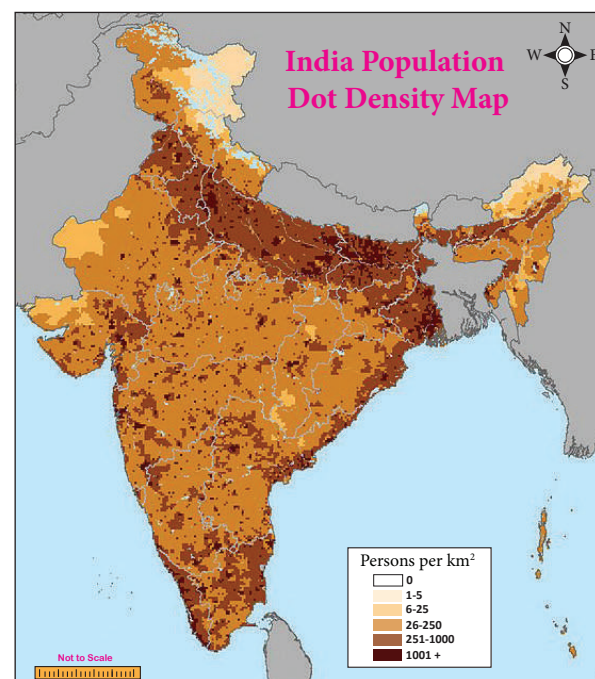 India Population
Dot Density Map
N
W
E
S
Persons per km²
0
1-5
6-25
26-250
251-1000
1001 +
Not to Scale